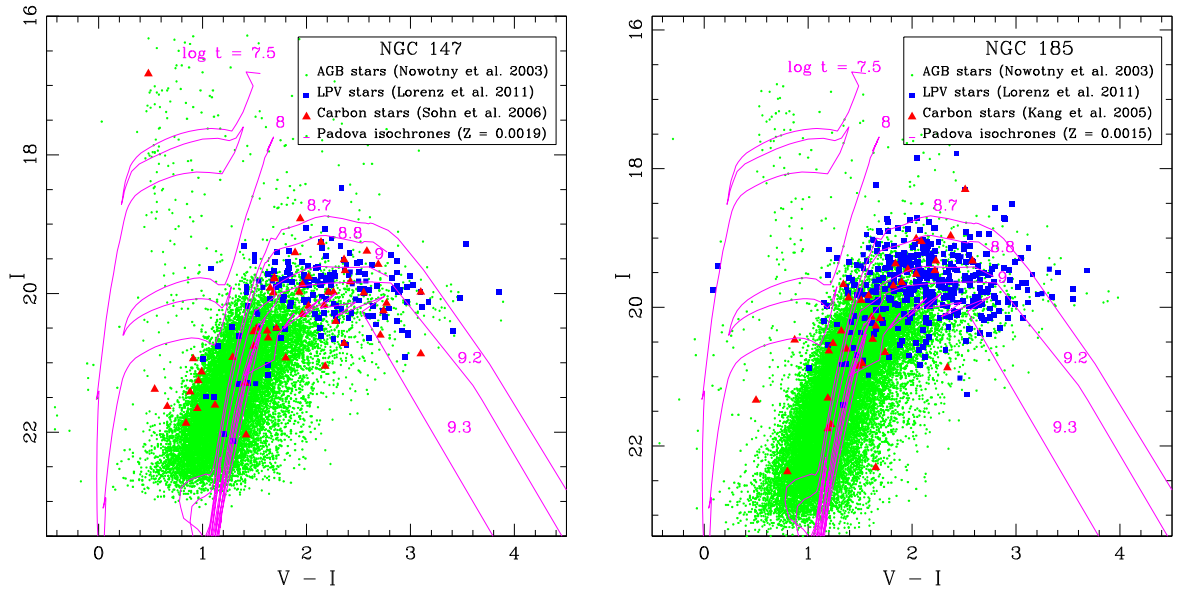 NGC 147
AGB stars (Nowotny et al. 2003)
LPV stars (Lorenz et al. 2011)
Carbon stars (Sohn et al. 2006)
Padova isochrones (Z = 0.0019)
log t = 7.5
8
8.7
8.8
9
9.2
9.3
16
18
20
22
I
0 1 2 3 4
V − I
NGC 185
AGB stars (Nowotny et al. 2003)
LPV stars (Lorenz et al. 2011)
Carbon stars (Kang et al. 2005)
Padova isochrones (Z = 0.0015)
log t = 7.5
8
8.7
8.8
9
9.2
9.3
16
18
20
22
I
0 1 2 3 4
V − I